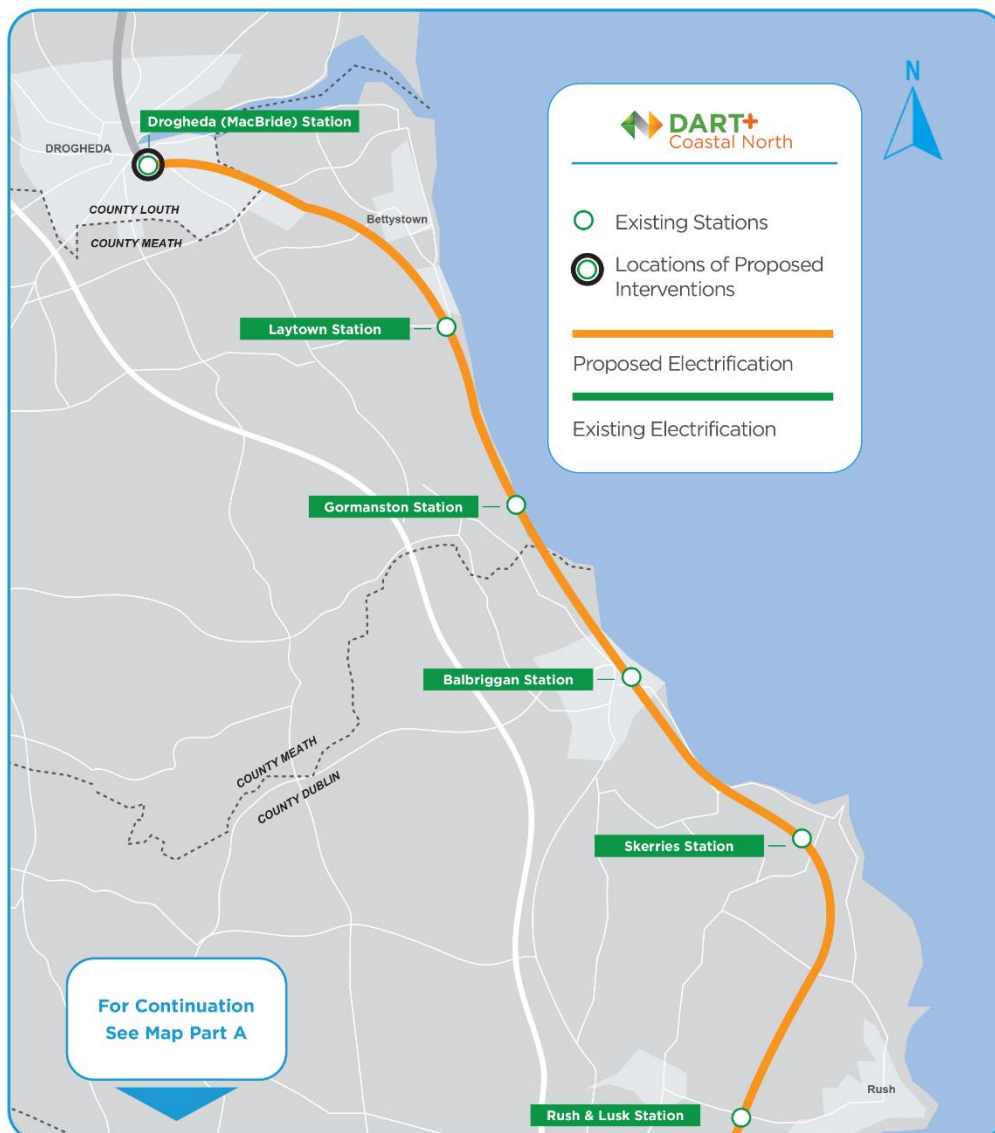 N
DART+
Coastal North
Existing Stations
Locations of Proposed
Interventions
Proposed Electrification
Existing Electrification
Drogheda (MacBride) Station
DROGHEDA
COUNTY LOUTH
COUNTY MEATH
Bettystown
Laytown Station
Gormanston Station
Balbriggan Station
COUNTY MEATH
COUNTY DUBLIN
Skerries Station
For Continuation
See Map Part A
Rush
Rush & Lusk Station